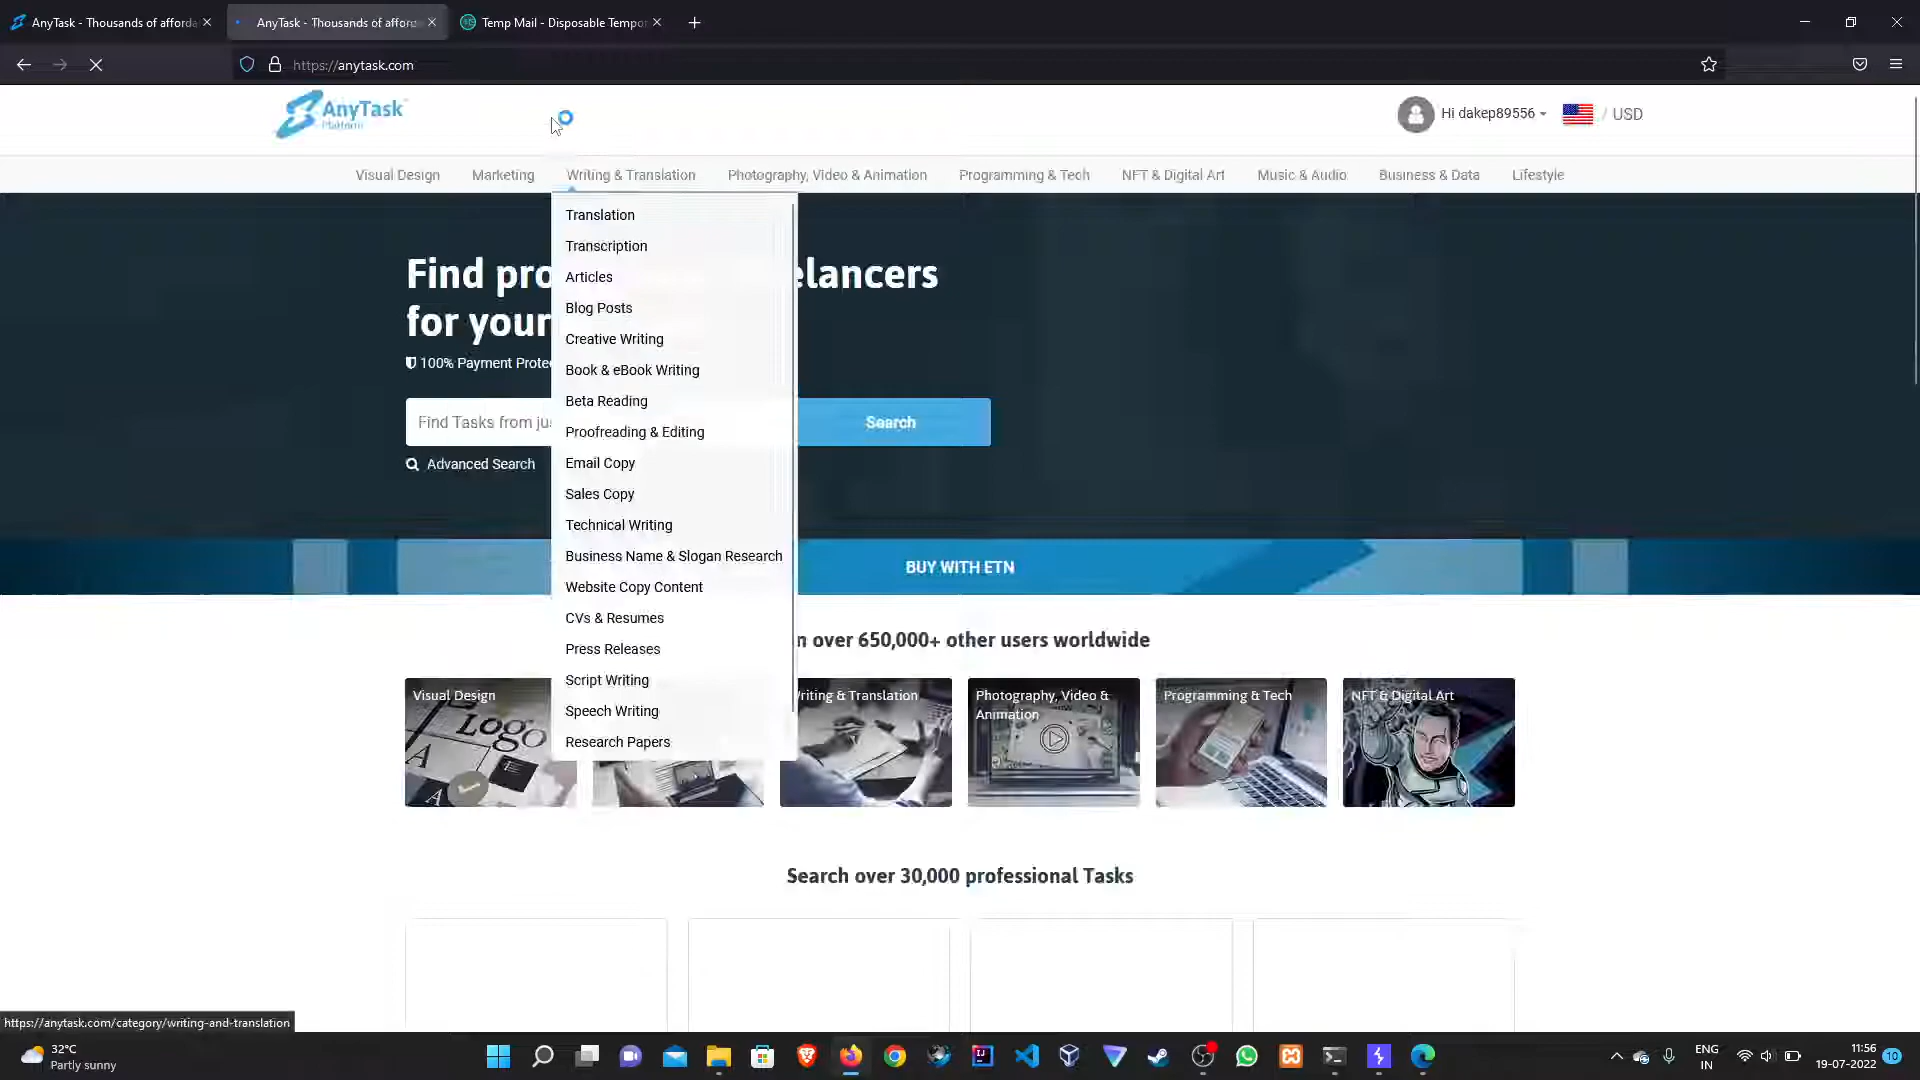 AnyTask - Thousands of afforda
AnyTask - Thousands of afford
Temp Mail - Disposable Tempor
https://anytask.com
AnyTask
Platform
Hi dakep89556
/ USD
Visual Design
Marketing
Writing & Translation
Photography, Video & Animation
Programming & Tech
NFT & Digital Art
Music & Audio
Business & Data
Lifestyle
Translation
Transcription
Articles
Blog Posts
Creative Writing
Book & eBook Writing
Beta Reading
Proofreading & Editing
Email Copy
Sales Copy
Technical Writing
Business Name & Slogan Research
Website Copy Content
CVs & Resumes
Press Releases
Script Writing
Speech Writing
Research Papers
Find pro
elancers
for your
100% Payment Prote
Find Tasks from ju
Search
Advanced Search
BUY WITH ETN
n over 650,000+ other users worldwide
Visual Design
Logo
A
A
riting & Translation
Photography, Video &
Animation
Programming & Tech
NFT & Digital Art
Search over 30,000 professional Tasks
https://anytask.com/category/writing-and-translation
32°C
Partly sunny
ENG
IN
11:56
19-07-2022
10